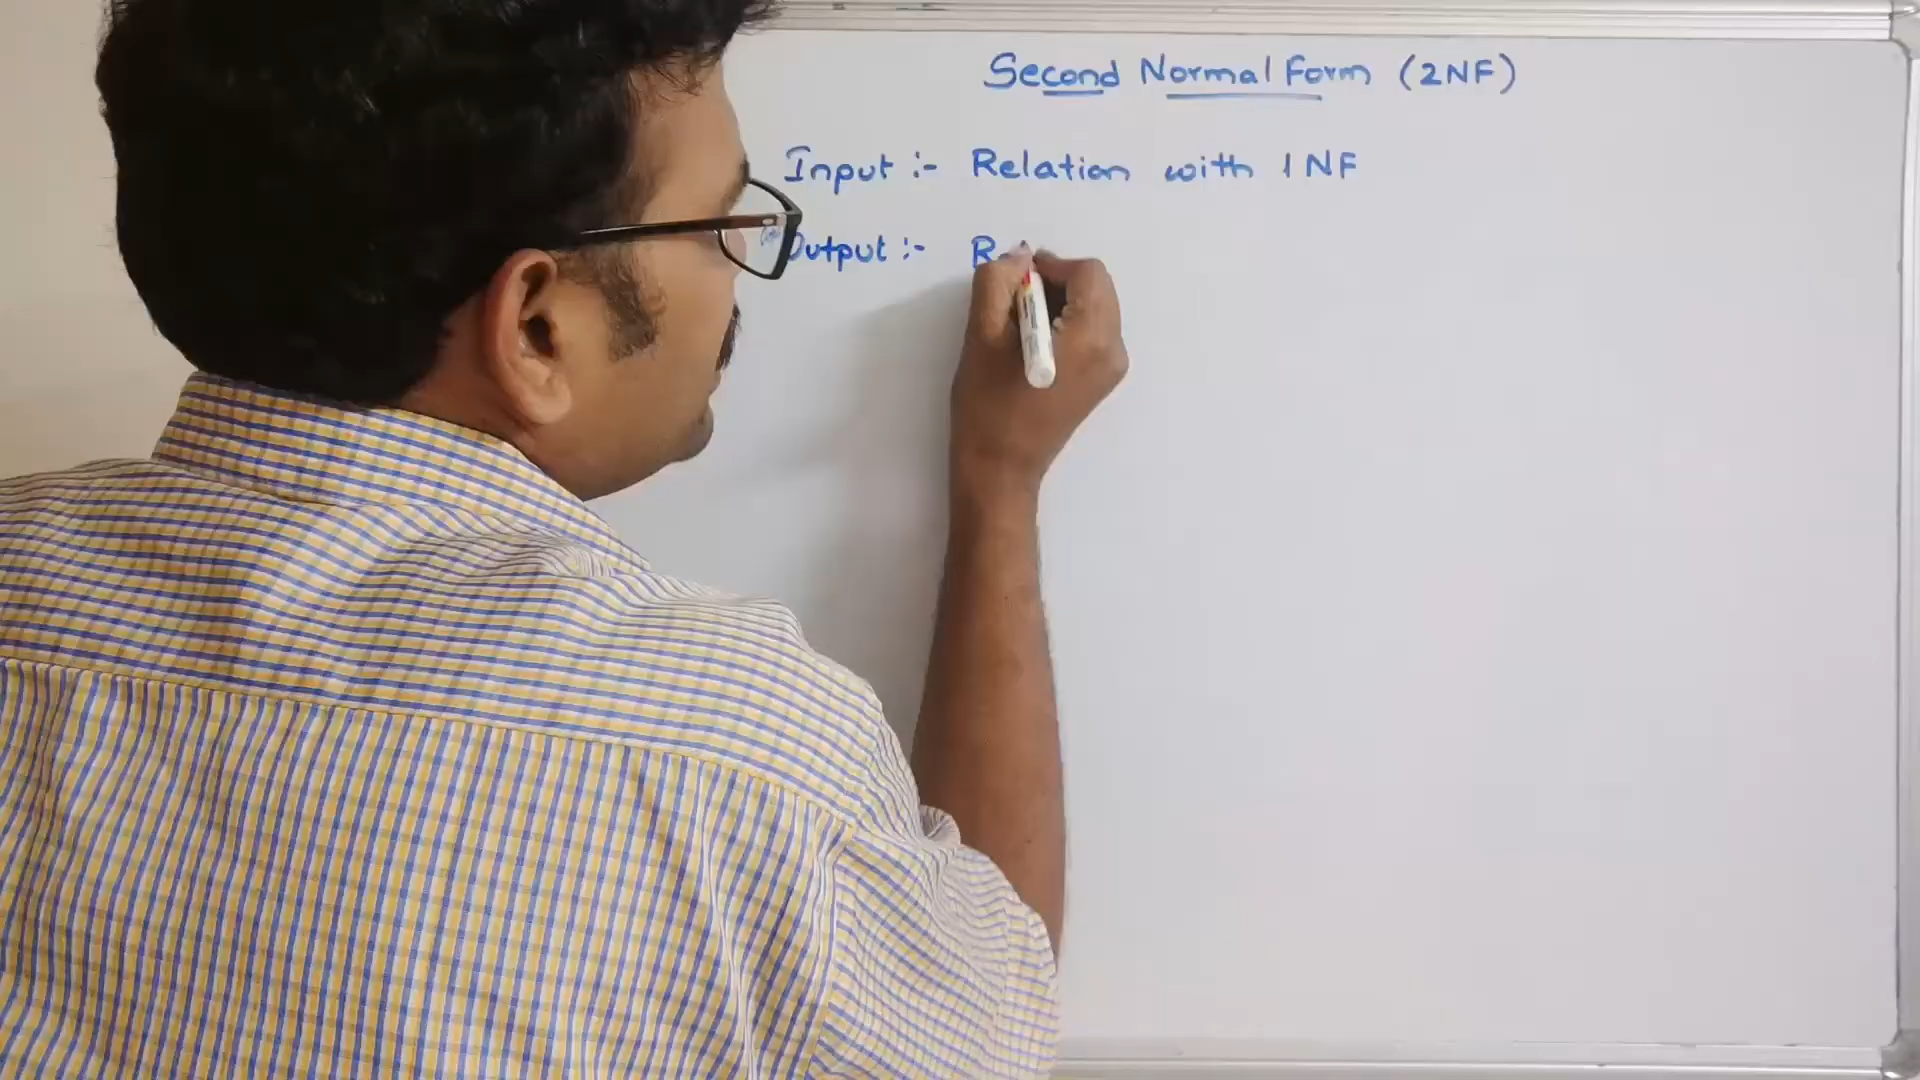 Second Normal Form (2NF)
Input :- Relation with 1NF
Output :- R